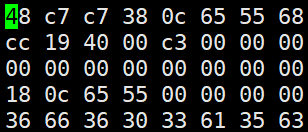 48 c7 c7 38 0c 65 55 68
cc 19 40 00 c3 00 00 00
00 00 00 00 00 00 00 00
18 0c 65 55 00 00 00 00
36 66 36 30 33 61 35 63